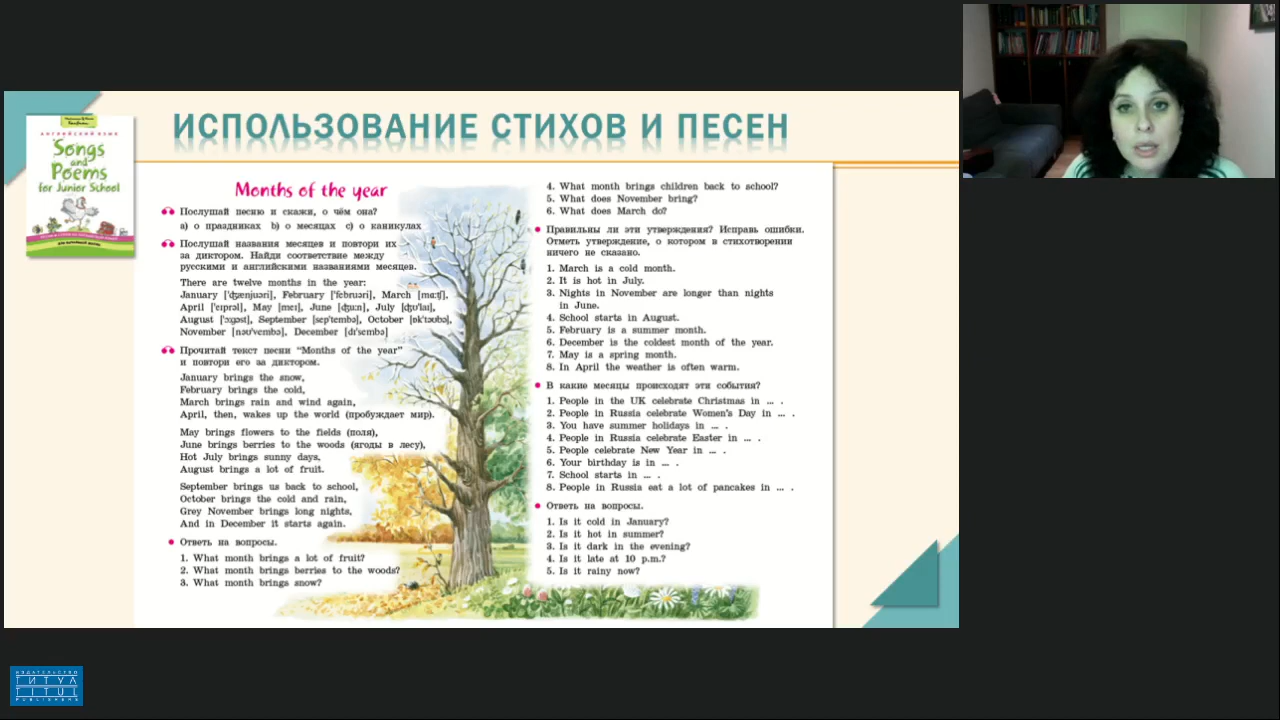 ИСПОЛЬЗОВАНИЕ СТИХОВ И ПЕСЕН
АНГЛИЙСКИЙ ЯЗЫК
Songs
and
Poems
for Junior School
Months of the year
Послушай песню и скажи, о чём она?
a) о праздниках b) о месяцах c) о каникулах
Послушай названия месяцев и повтори их
за диктором. Найди соответствие между
русскими и английскими названиями месяцев.
There are twelve months in the year:
January [ˈʤænjuəri], February [ˈfebruəri], March [mɑːʧ],
April [ˈeɪprəl], May [meɪ], June [ʤuːn], July [ʤʊˈlaɪ],
August [ˈɔːgəst], September [sepˈtembə], October [ɒkˈtəʊbə],
November [nəʊˈvembə], December [dɪˈsembə]
Прочитай текст песни “Months of the year”
и повтори его за диктором.
January brings the snow,
February brings the cold,
March brings rain and wind again,
April, then, wakes up the world (пробуждает мир).
May brings flowers to the fields (поля),
June brings berries to the woods (ягоды в лесу),
Hot July brings sunny days,
August brings a lot of fruit.
September brings us back to school,
October brings the cold and rain,
Grey November brings long nights,
And in December it starts again.
Ответь на вопросы.
1. What month brings a lot of fruit?
2. What month brings berries to the woods?
3. What month brings snow?
4. What month brings children back to school?
5. What does November bring?
6. What does March do?
Правильны ли эти утверждения? Исправь ошибки.
Отметь утверждение, о котором в стихотворении
ничего не сказано.
1. March is a cold month.
2. It is hot in July.
3. Nights in November are longer than nights
in June.
4. School starts in August.
5. February is a summer month.
6. December is the coldest month of the year.
7. May is a spring month.
8. In April the weather is often warm.
В какие месяцы происходят эти события?
1. People in the UK celebrate Christmas in ... .
2. People in Russia celebrate Women’s Day in ... .
3. You have summer holidays in ... .
4. People in Russia celebrate Easter in ... .
5. People celebrate New Year in ... .
6. Your birthday is in ... .
7. School starts in ... .
8. People in Russia eat a lot of pancakes in ... .
Ответь на вопросы.
1. Is it cold in January?
2. Is it hot in summer?
3. Is it dark in the evening?
4. Is it late at 10 p.m.?
5. Is it rainy now?
ИЗДАТЕЛЬСТВО
ТИТУЛ
TITUL
PUBLISHERS